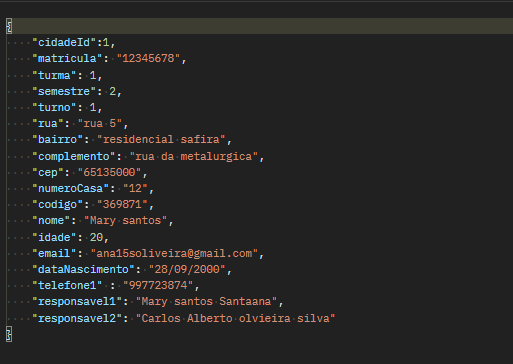 {
"cidadeId":1,
"matricula": "12345678",
"turma": 1,
"semestre": 2,
"turno": 1,
"rua": "rua 5",
"bairro": "residencial safira",
"complemento": "rua da metalurgica",
"cep": "65135000",
"numeroCasa": "12",
"codigo": "369871",
"nome": "Mary santos",
"idade": 20,
"email": "ana15soliveira@gmail.com",
"dataNascimento": "28/09/2000",
"telefone1" : "997723874",
"responsavel1": "Mary santos Santaana",
"responsavel2": "Carlos Alberto olvieira silva"
}